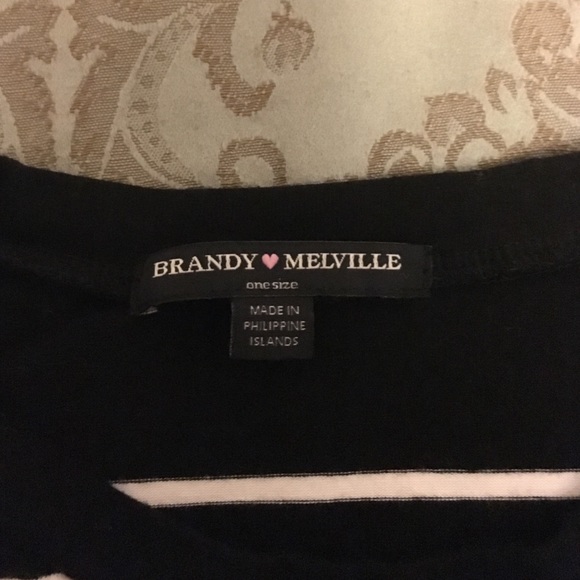 BRANDY♥MELVILLE
one size
MADE IN
PHILIPPINE
ISLANDS